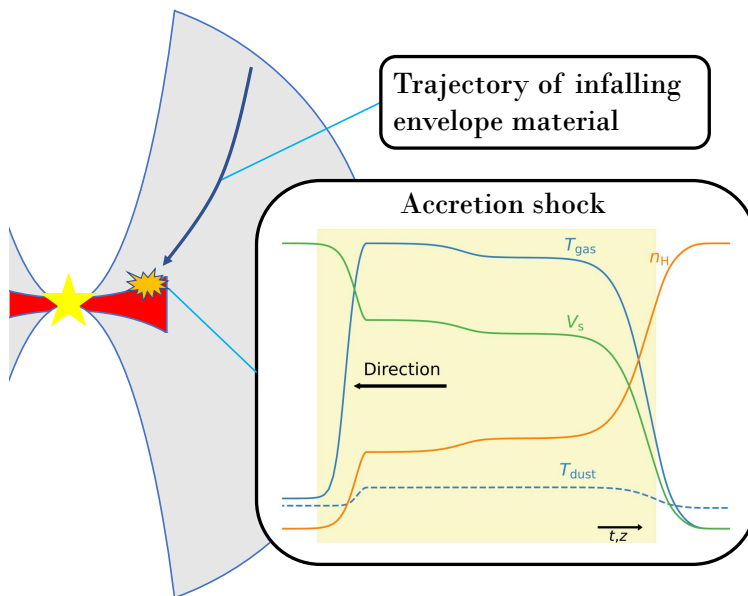 Trajectory of infalling
envelope material
Accretion shock
T_gas
n_H
V_s
Direction
T_dust
t,z